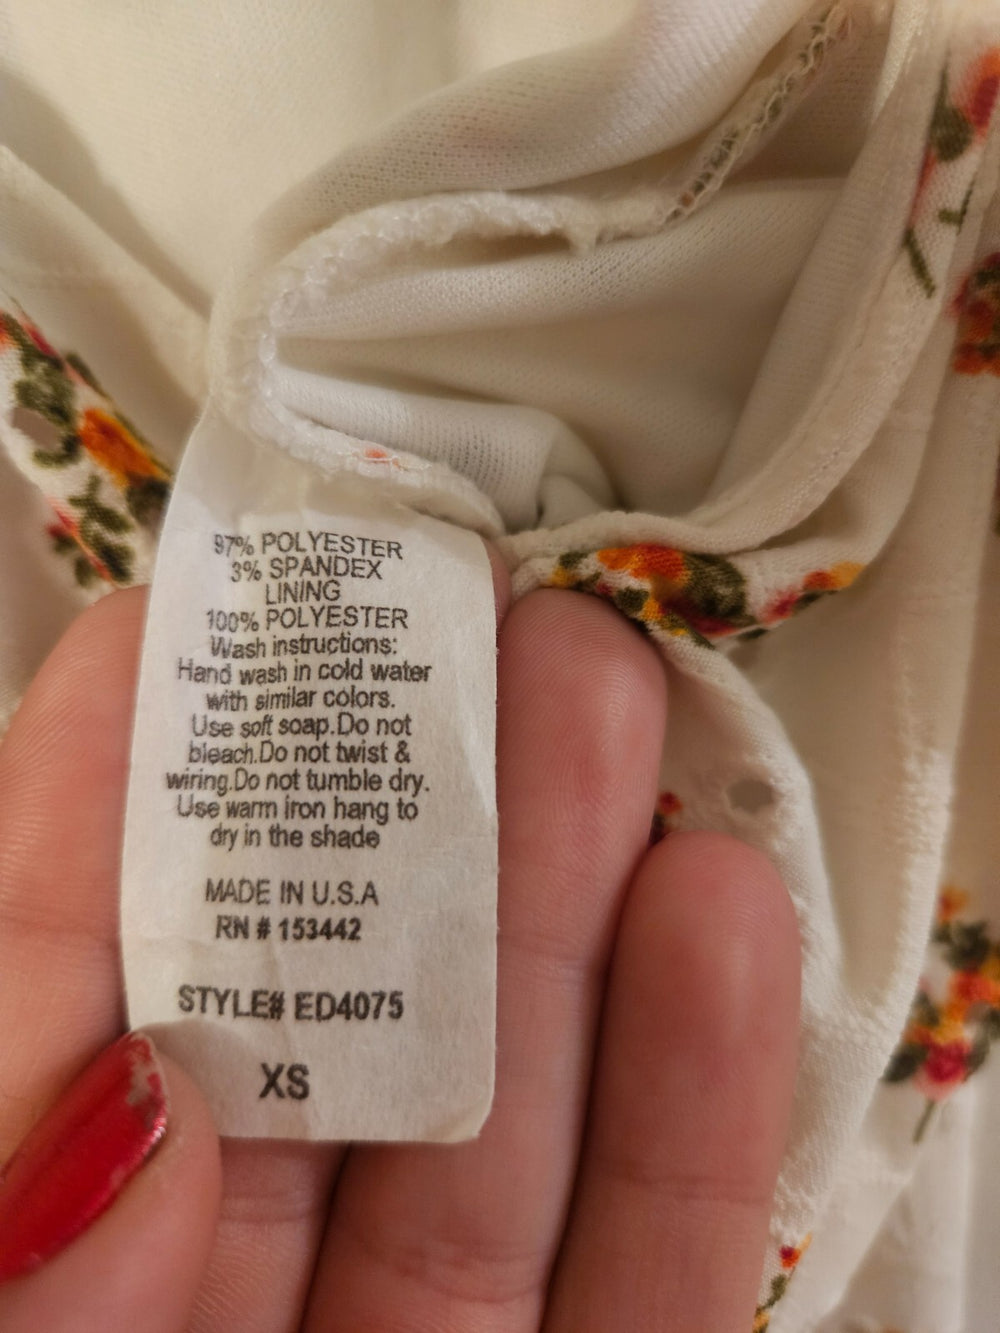 97% POLYESTER
3% SPANDEX
LINING
100% POLYESTER
Wash instructions:
Hand wash in cold water
with similar colors.
Use soft soap.Do not
bleach.Do not twist &
wiring.Do not tumble dry.
Use warm iron hang to
dry in the shade
MADE IN U.S.A
RN # 153442
STYLE# ED4075
XS